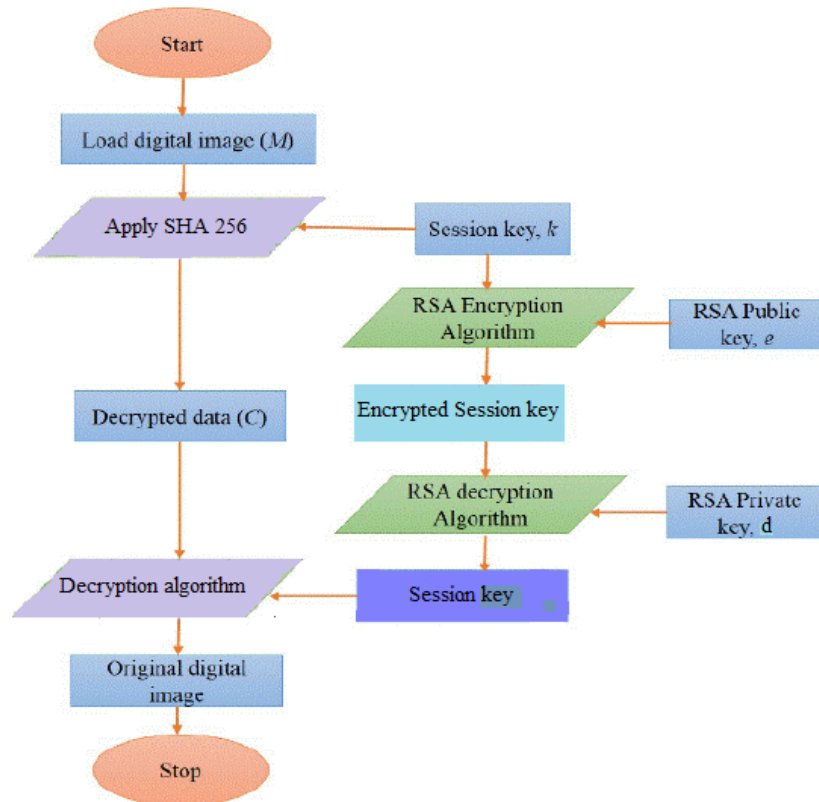 Start
Load digital image (M)
Apply SHA 256
Session key, k
RSA Encryption
Algorithm
RSA Public
key, e
Decrypted data (C)
Encrypted Session key
RSA decryption
Algorithm
RSA Private
key, d
Decryption algorithm
Session key
Original digital
image
Stop